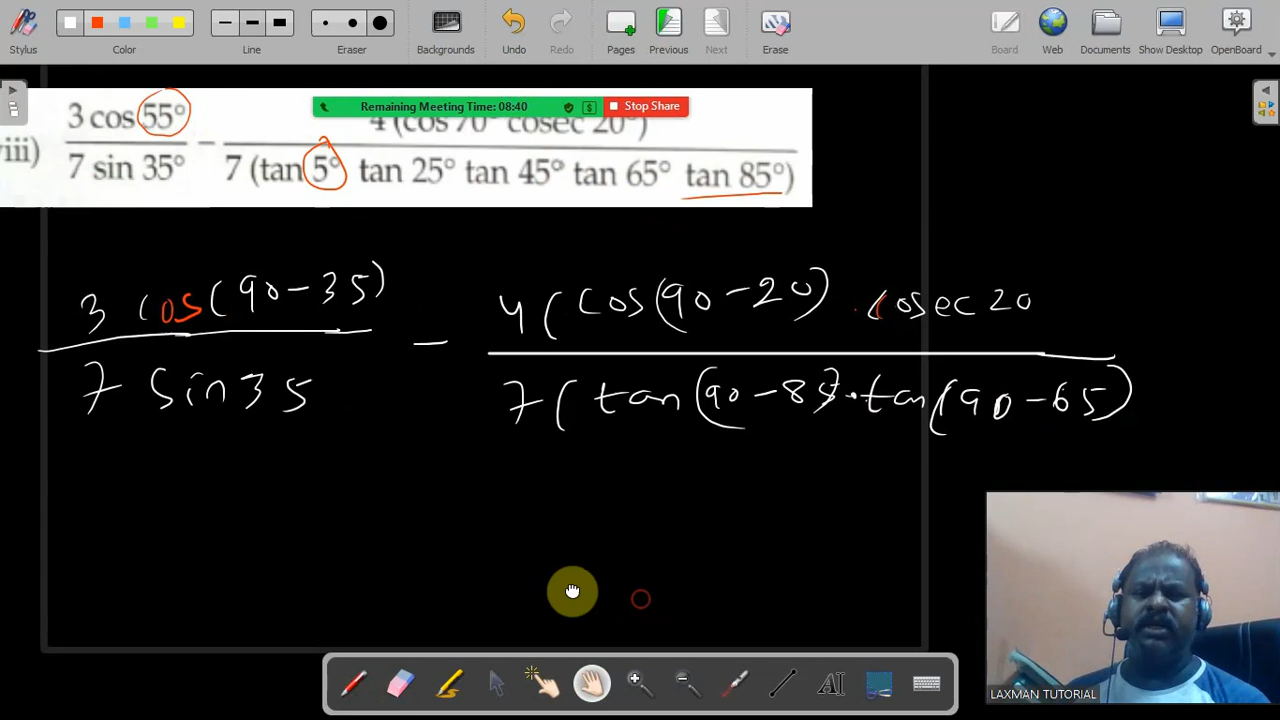 Stylus Color Line Eraser Backgrounds Undo Redo Pages Previous Next Erase Board Web Documents Show Desktop OpenBoard
Remaining Meeting Time: 08:40 $ Stop Share
viii) 3 cos 55° / 7 sin 35° − 4 (cos 70° cosec 20°) / 7 (tan 5° tan 25° tan 45° tan 65° tan 85°)
3 cos(90-35) − 4(cos(90-20) . cosec 20
7 sin35 7(tan(90-85).tan(90-65)
LAXMAN TUTORIAL